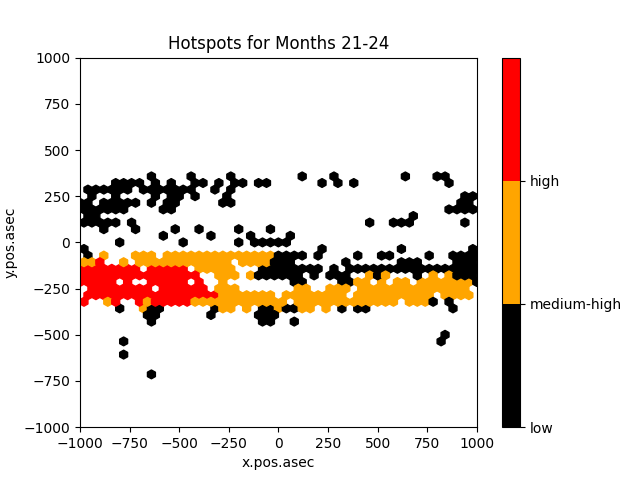 Hotspots for Months 21-24
1000
750
500
250
0
−250
−500
−750
−1000
y.pos.asec
−1000 −750 −500 −250 0 250 500 750 1000
x.pos.asec
high
medium-high
low